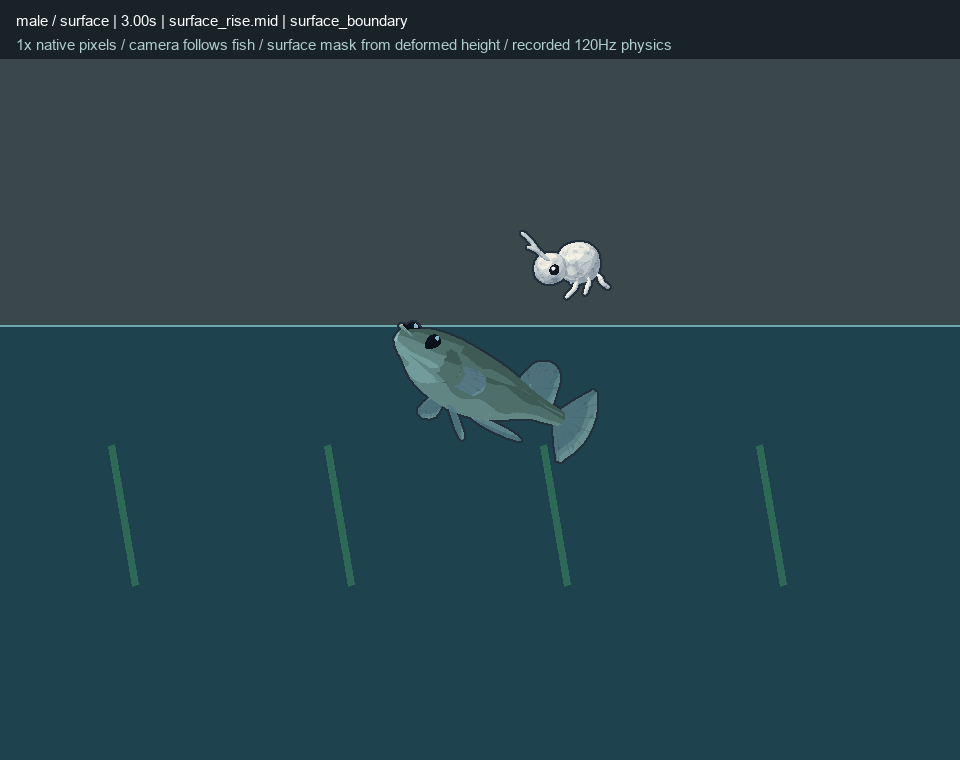 male / surface | 3.00s | surface_rise.mid | surface_boundary
1x native pixels / camera follows fish / surface mask from deformed height / recorded 120Hz physics